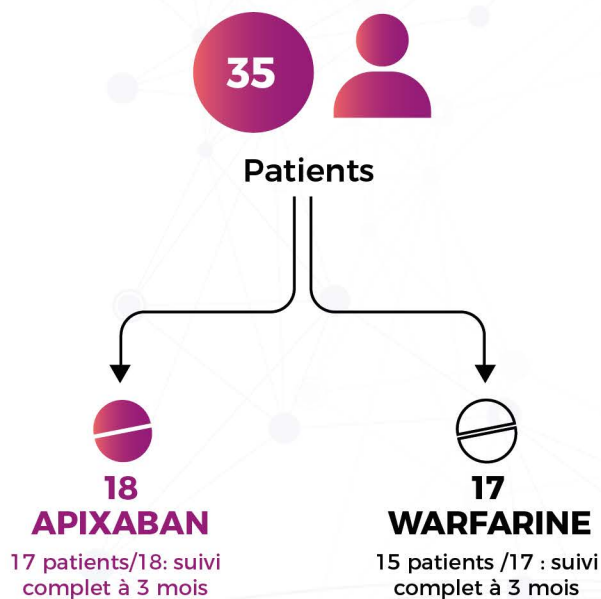 35
Patients
18
APIXABAN
17 patients/18: suivi
complet à 3 mois
17
WARFARINE
15 patients /17 : suivi
complet à 3 mois